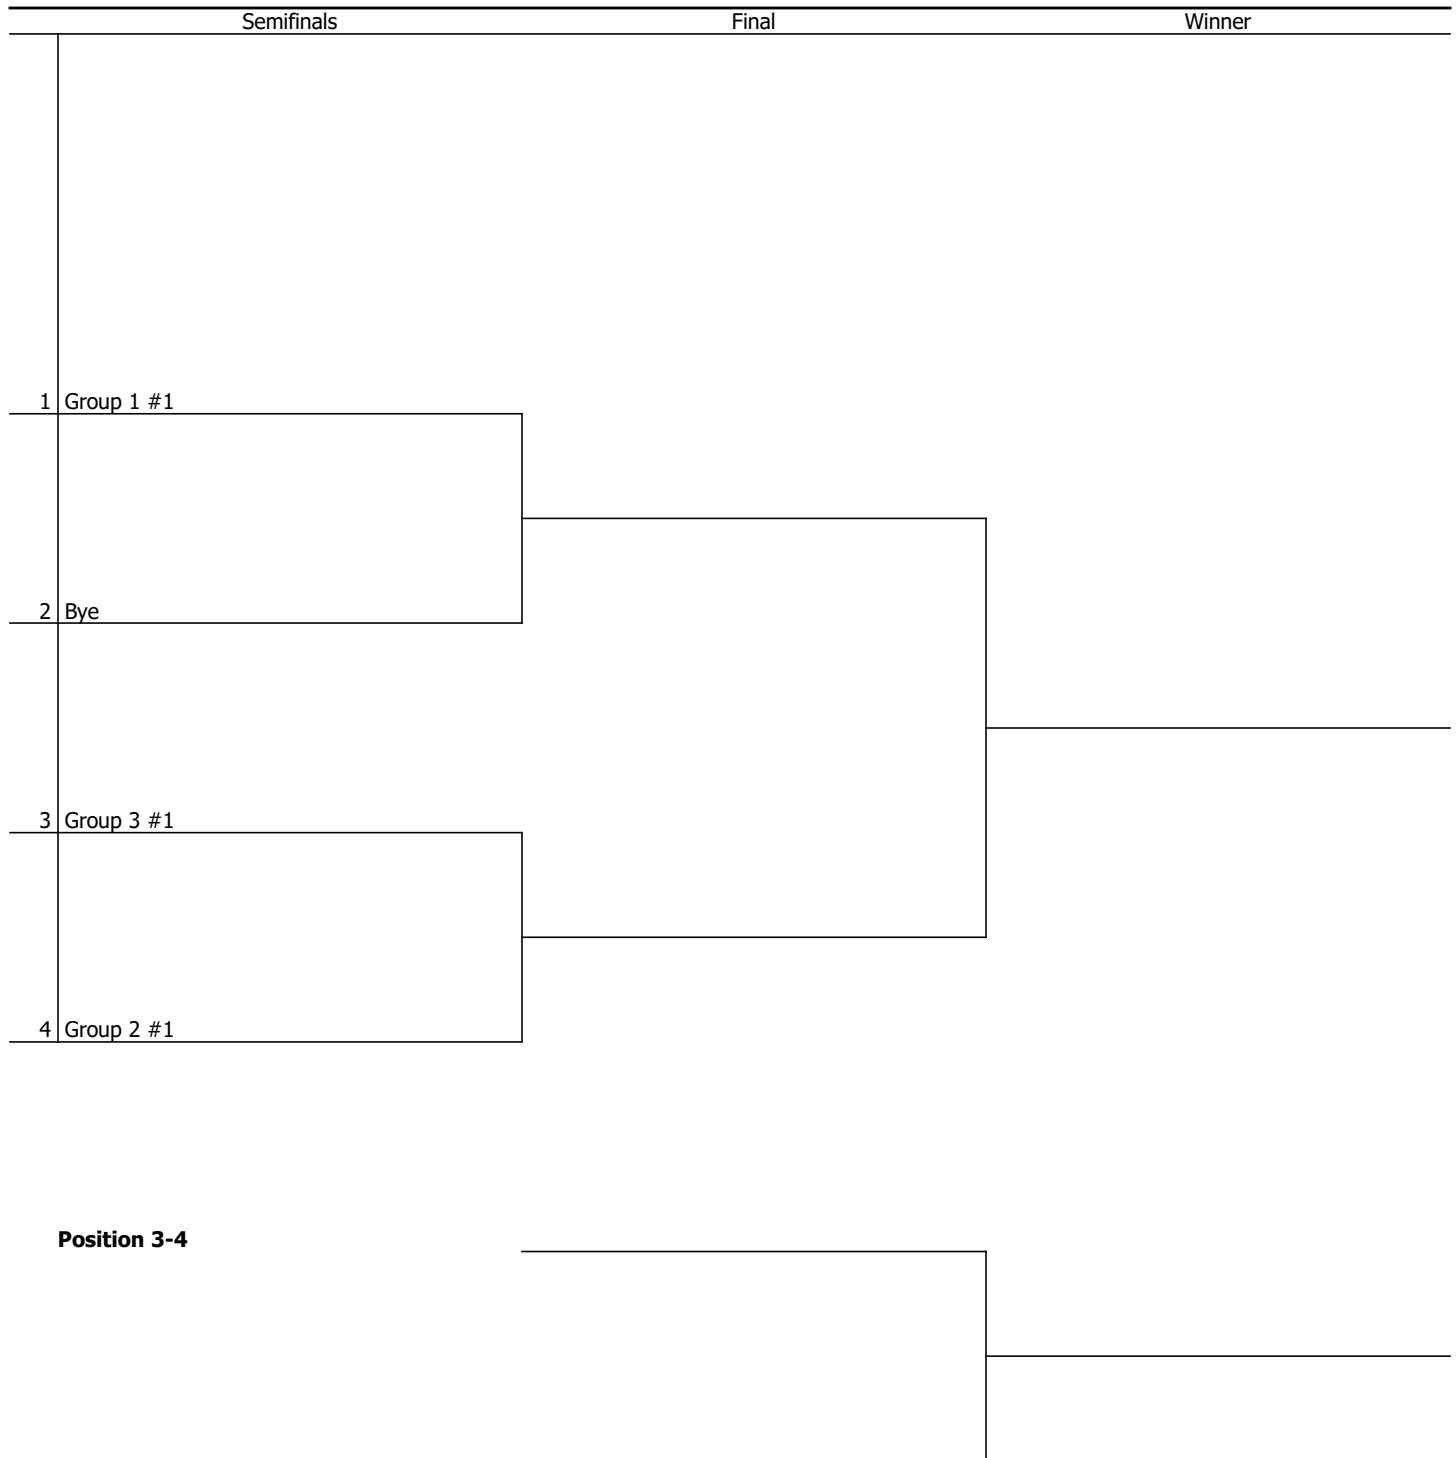 Semifinals Final Winner
1 Group 1 #1
2 Bye
3 Group 3 #1
4 Group 2 #1
Position 3-4